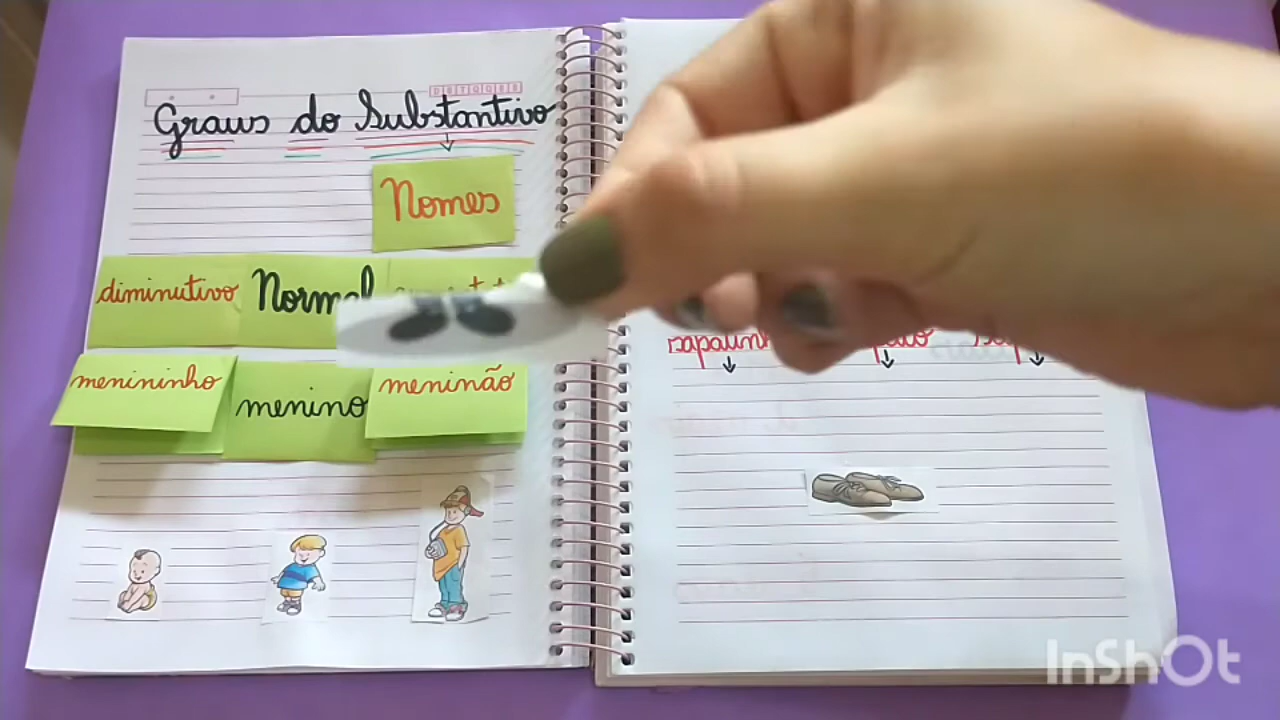 Graus do Substantivo
Nomes
diminutivo Normal
menininho menino meninão
InShOt